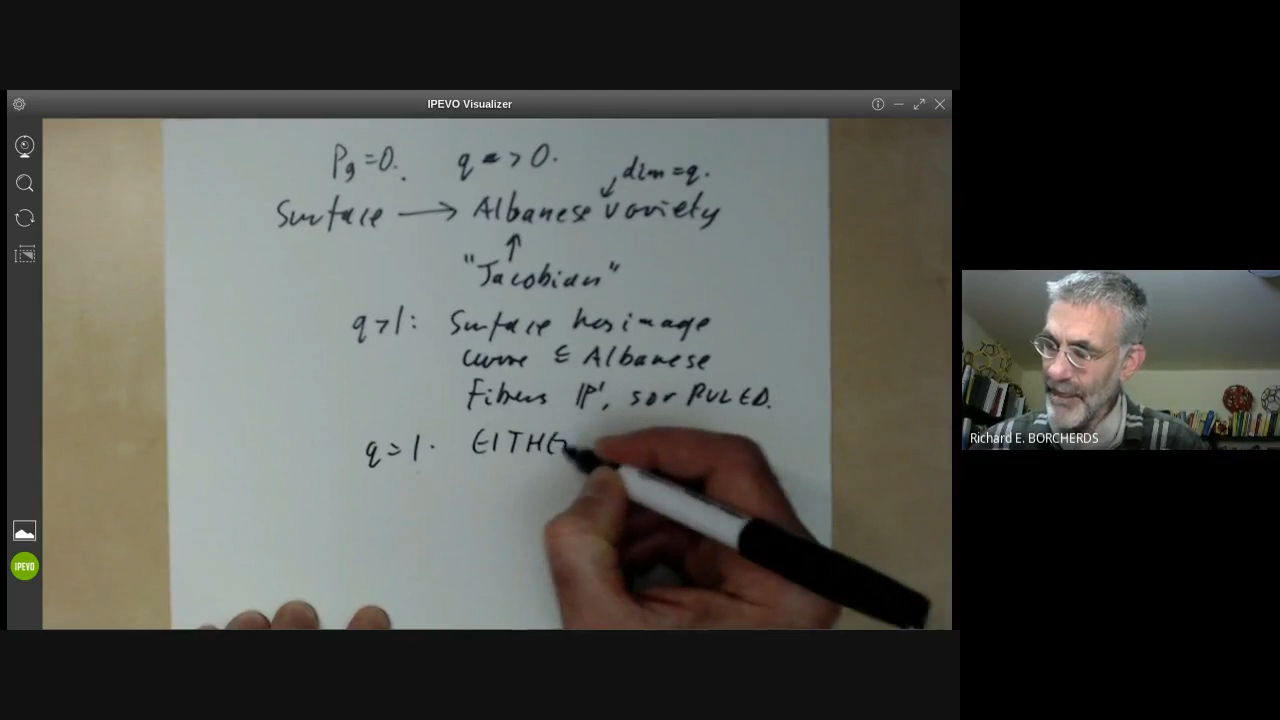 IPEVO Visualizer
Pg=0. q > 0.
dim = q.
Surface → Albanese variety
"Jacobian"
q>1: Surface has image
curve ⊆ Albanese
Fibers P¹, so RULED.
q=1. EITHE
IPEVO
Richard E. BORCHERDS